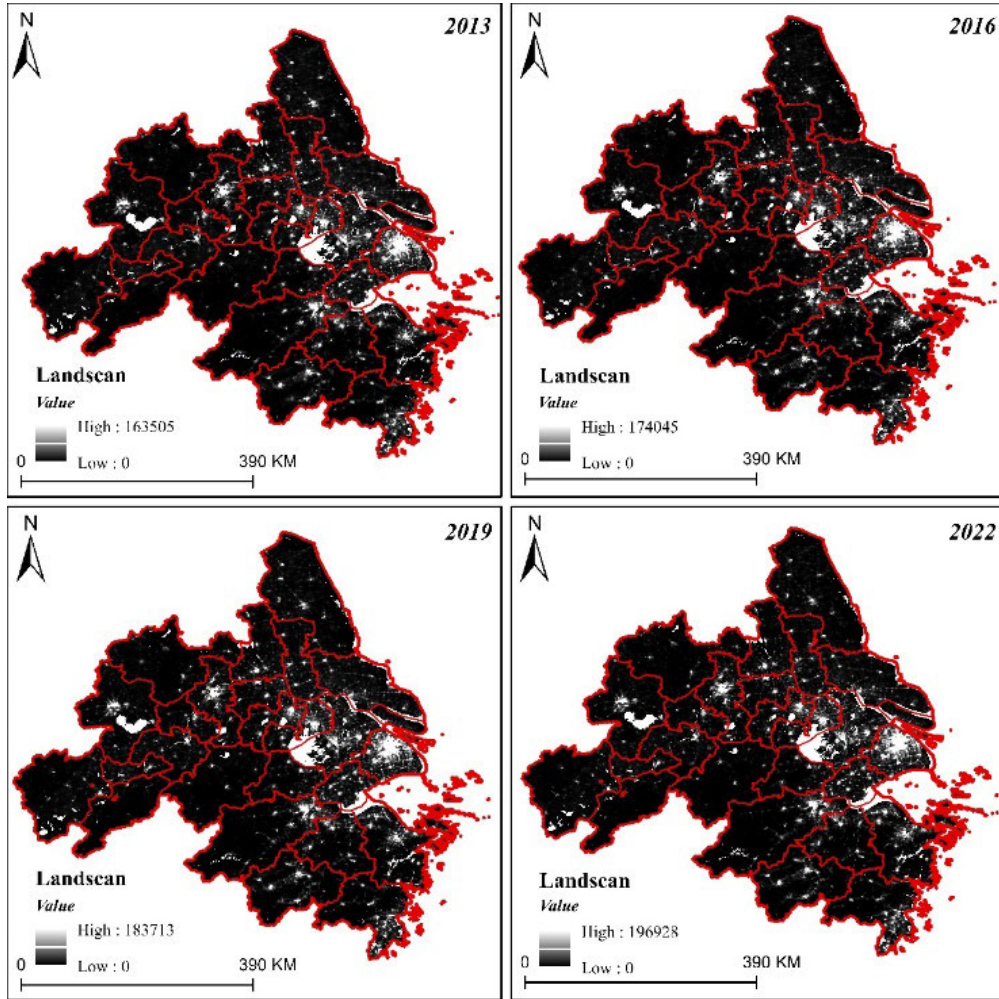 N
2013
Landscan
Value
High : 163505
Low : 0
0
390 KM
N
2016
Landscan
Value
High : 174045
Low : 0
0
390 KM
N
2019
Landscan
Value
High : 183713
Low : 0
0
390 KM
N
2022
Landscan
Value
High : 196928
Low : 0
0
390 KM